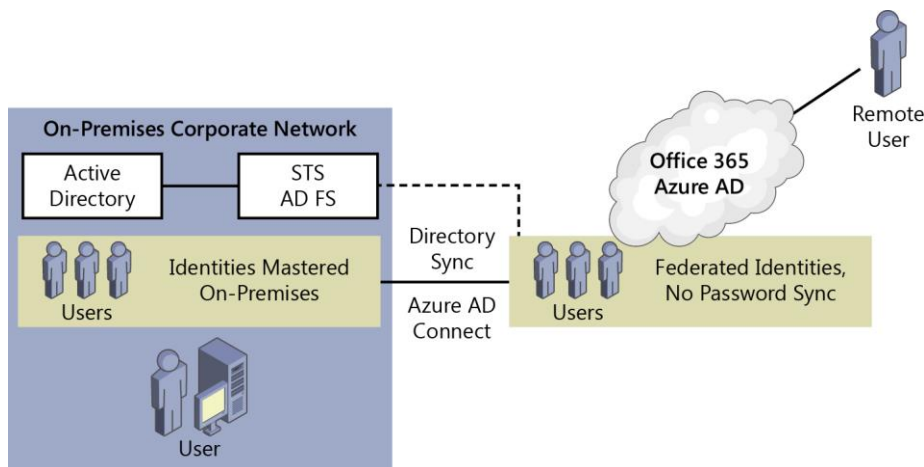 On-Premises Corporate Network
Active
Directory
STS
AD FS
Users
Identities Mastered
On-Premises
User
Directory
Sync
Azure AD
Connect
Office 365
Azure AD
Remote
User
Users
Federated Identities,
No Password Sync